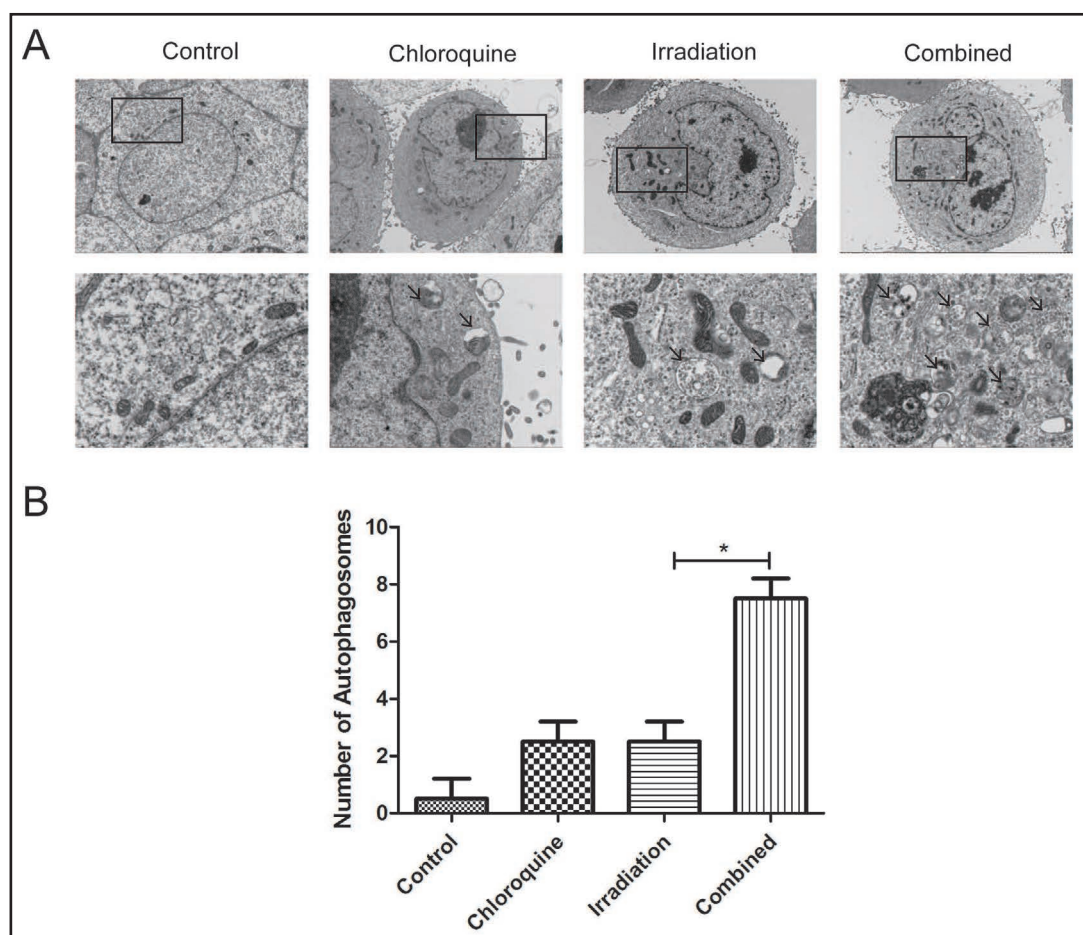 A
Control Chloroquine Irradiation Combined
B
Number of Autophagosomes
10
8
6
4
2
0
*
Control
Chloroquine
Irradiation
Combined